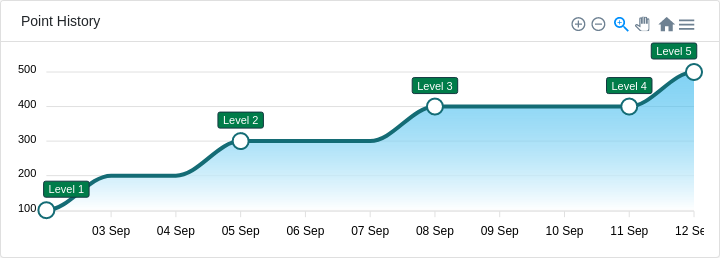 Point History
Level 5
500
Level 3
Level 4
400
Level 2
300
200
Level 1
100
03 Sep 04 Sep 05 Sep 06 Sep 07 Sep 08 Sep 09 Sep 10 Sep 11 Sep 12 Se